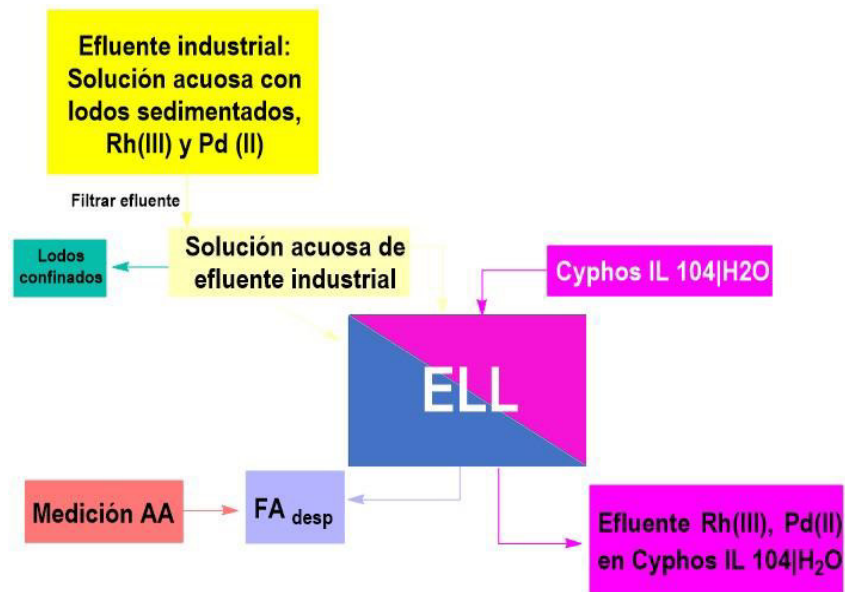 Efluente industrial:
Solución acuosa con
lodos sedimentados,
Rh(III) y Pd (II)
Filtrar efluente
Lodos
confinados
Solución acuosa de
efluente industrial
Cyphos IL 104|H2O
ELL
Medición AA
FA desp
Efluente Rh(III), Pd(II)
en Cyphos IL 104|H₂O